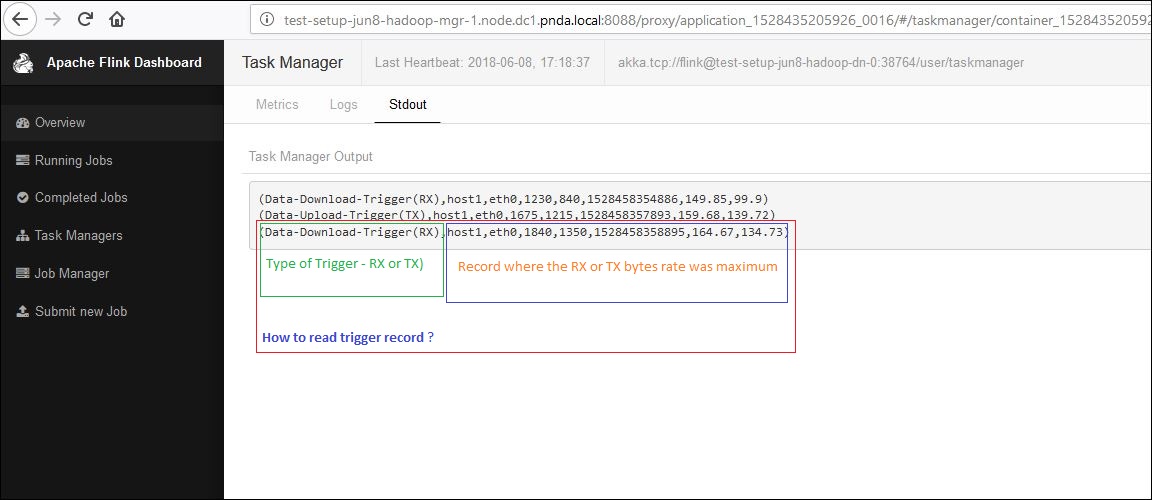 test-setup-jun8-hadoop-mgr-1.node.dc1.pnda.local:8088/proxy/application_1528435205926_0016/#/taskmanager/container_15284352059
Apache Flink Dashboard
Task Manager
Last Heartbeat: 2018-06-08, 17:18:37
akka.tcp://flink@test-setup-jun8-hadoop-dn-0:38764/user/taskmanager
Overview
Running Jobs
Completed Jobs
Task Managers
Job Manager
Submit new Job
Metrics
Logs
Stdout
Task Manager Output
(Data-Download-Trigger(RX),host1,eth0,1230,840,1528458354886,149.85,99.9)
(Data-Upload-Trigger(TX),host1,eth0,1675,1215,1528458357893,159.68,139.72)
(Data-Download-Trigger(RX),host1,eth0,1840,1350,1528458358895,164.67,134.73)
Type of Trigger - RX or TX)
Record where the RX or TX bytes rate was maximum
How to read trigger record ?